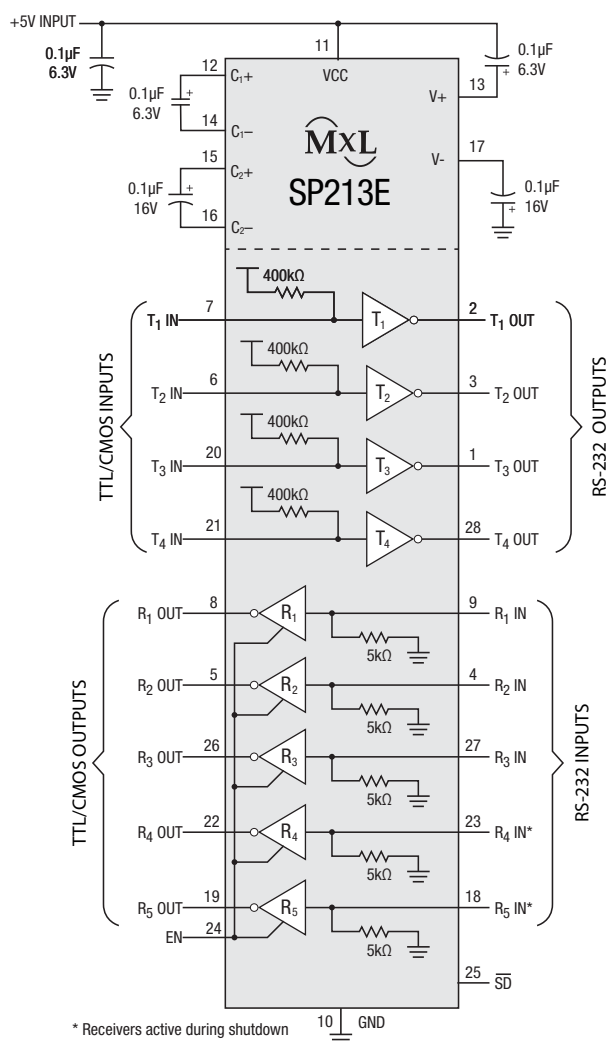 +5V INPUT
0.1µF
6.3V
11
VCC
0.1µF
6.3V
12
C1+
0.1µF
6.3V
13
V+
14
C1–
MxL
SP213E
15
C2+
V-
17
0.1µF
16V
16
C2–
0.1µF
16V
400kΩ
T1 IN
7
T1
2
T1 OUT
400kΩ
T2 IN
6
T2
3
T2 OUT
400kΩ
T3 IN
20
T3
1
T3 OUT
400kΩ
T4 IN
21
T4
28
T4 OUT
TTL/CMOS INPUTS
RS-232 OUTPUTS
R1 OUT
8
R1
9
R1 IN
5kΩ
R2 OUT
5
R2
4
R2 IN
5kΩ
R3 OUT
26
R3
27
R3 IN
5kΩ
R4 OUT
22
R4
23
R4 IN*
5kΩ
R5 OUT
19
R5
18
R5 IN*
5kΩ
EN
24
TTL/CMOS OUTPUTS
RS-232 INPUTS
25
SD
10
GND
* Receivers active during shutdown